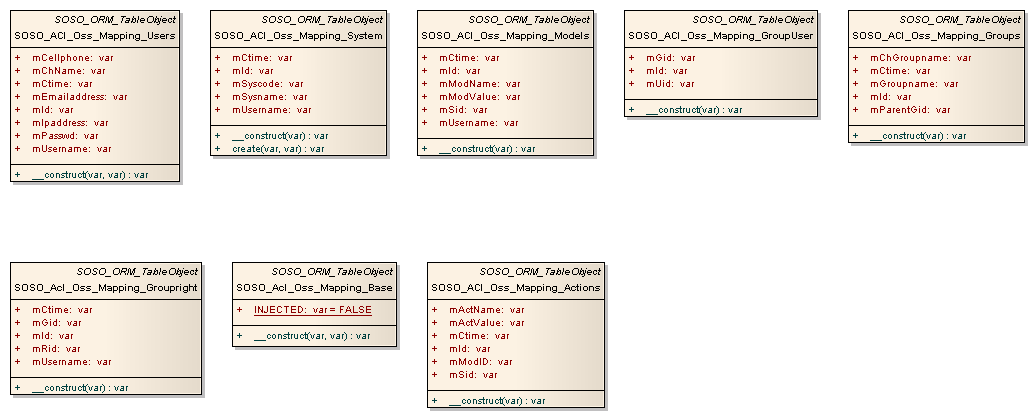 SOSO_ORM_TableObject
SOSO_ACl_Oss_Mapping_Users
+ mCellphone: var
+ mChName: var
+ mCtime: var
+ mEmailaddress: var
+ mId: var
+ mIpaddress: var
+ mPasswd: var
+ mUsername: var
+ __construct(var, var) : var
SOSO_ORM_TableObject
SOSO_ACl_Oss_Mapping_System
+ mCtime: var
+ mId: var
+ mSyscode: var
+ mSysname: var
+ mUsername: var
+ __construct(var) : var
+ create(var, var) : var
SOSO_ORM_TableObject
SOSO_ACl_Oss_Mapping_Models
+ mCtime: var
+ mId: var
+ mModName: var
+ mModValue: var
+ mSid: var
+ mUsername: var
+ __construct(var) : var
SOSO_ORM_TableObject
SOSO_ACl_Oss_Mapping_GroupUser
+ mGid: var
+ mId: var
+ mUid: var
+ __construct(var) : var
SOSO_ORM_TableObject
SOSO_ACl_Oss_Mapping_Groups
+ mChGroupname: var
+ mCtime: var
+ mGroupname: var
+ mId: var
+ mParentGid: var
+ __construct(var) : var
SOSO_ORM_TableObject
SOSO_Acl_Oss_Mapping_Groupright
+ mCtime: var
+ mGid: var
+ mId: var
+ mRid: var
+ mUsername: var
+ __construct(var) : var
SOSO_ORM_TableObject
SOSO_Acl_Oss_Mapping_Base
+ INJECTED: var = FALSE
+ __construct(var, var) : var
SOSO_ORM_TableObject
SOSO_ACl_Oss_Mapping_Actions
+ mActName: var
+ mActValue: var
+ mCtime: var
+ mId: var
+ mModID: var
+ mSid: var
+ __construct(var) : var